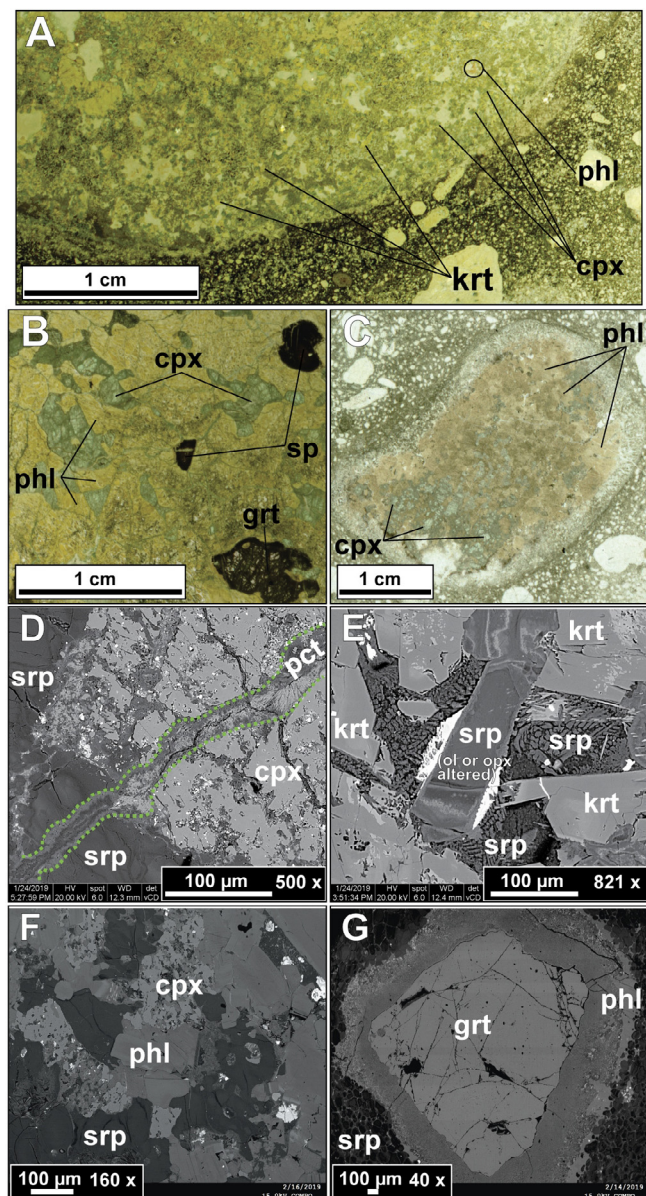 A
phl
cpx
krt
1 cm
B
cpx
sp
phl
grt
1 cm
C
phl
cpx
1 cm
D
srp
pct
cpx
srp
1/24/2019 HV spot WD det
5:27:59 PM 20.00 kV 6.0 12.3 mm vCD
100 µm 500 x
E
krt
krt
srp
(ol or opx
altered)
srp
krt
srp
1/24/2019 HV spot WD det
3:51:34 PM 20.00 kV 6.0 12.3 mm vCD
100 µm 821 x
F
cpx
phl
srp
100 µm 160 x
2/16/2019
G
phl
grt
srp
100 µm 40 x
2/14/2019